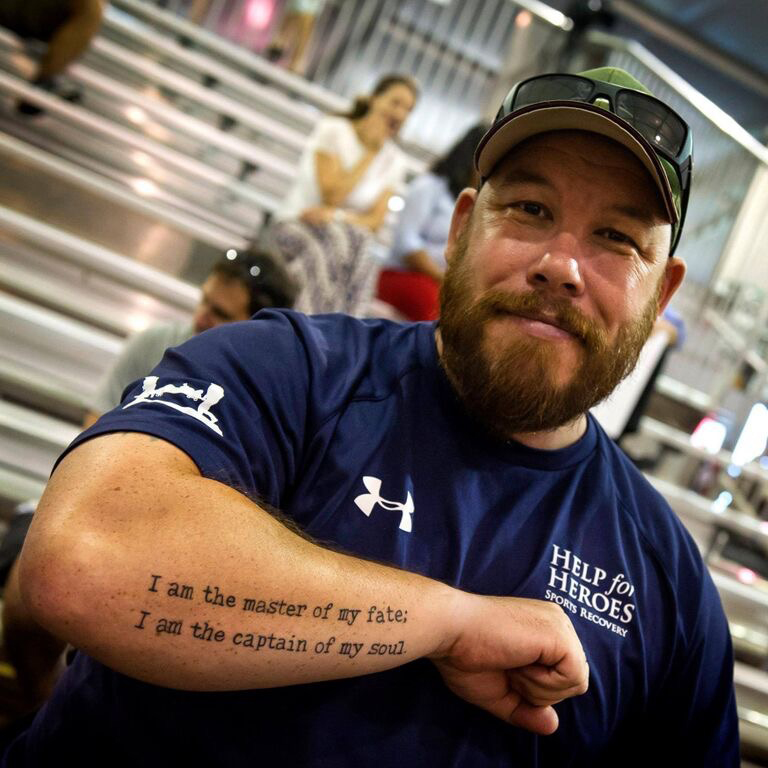 I am the master of my fate:
I am the captain of my soul.
HELP for
HEROES
SPORTS RECOVERY